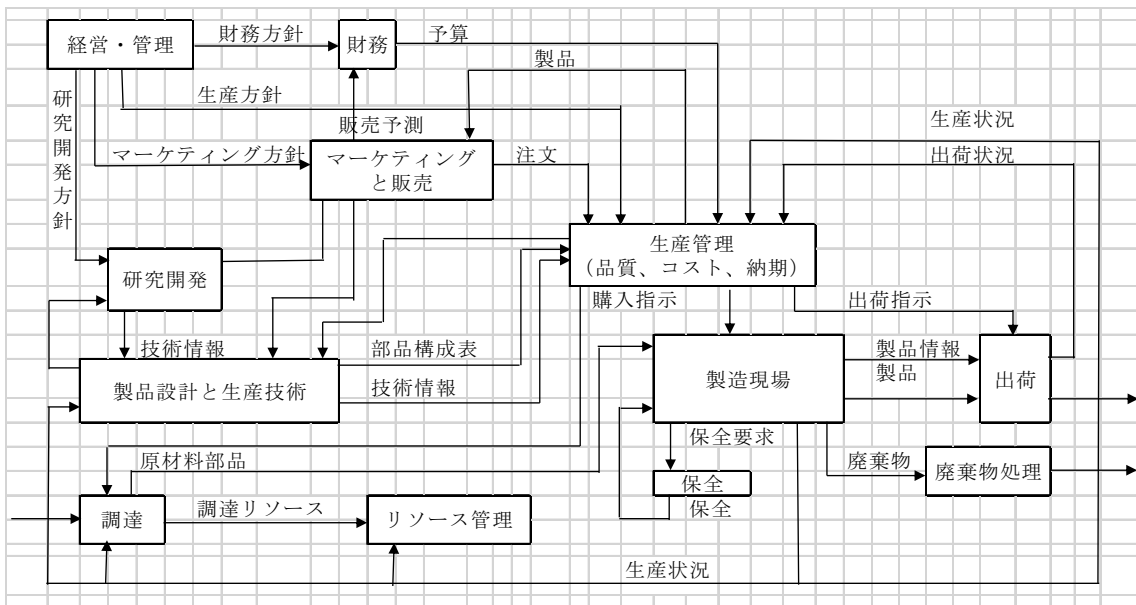 経営・管理
財務方針
財務
予算
製品
生産方針
研究開発方針
販売予測
生産状況
マーケティング方針
マーケティング
と販売
注文
出荷状況
生産管理
（品質、コスト、納期）
研究開発
購入指示
出荷指示
技術情報
部品構成表
製品情報
製造現場
製品
出荷
製品設計と生産技術
技術情報
保全要求
原材料部品
廃棄物
廃棄物処理
保全
保全
調達
調達リソース
リソース管理
生産状況